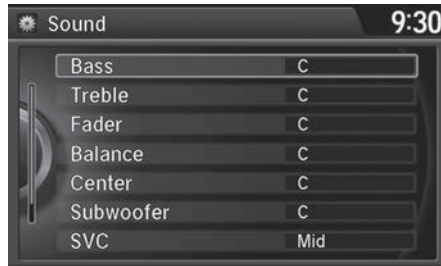 Sound 9:30
Bass C
Treble C
Fader C
Balance C
Center C
Subwoofer C
SVC Mid